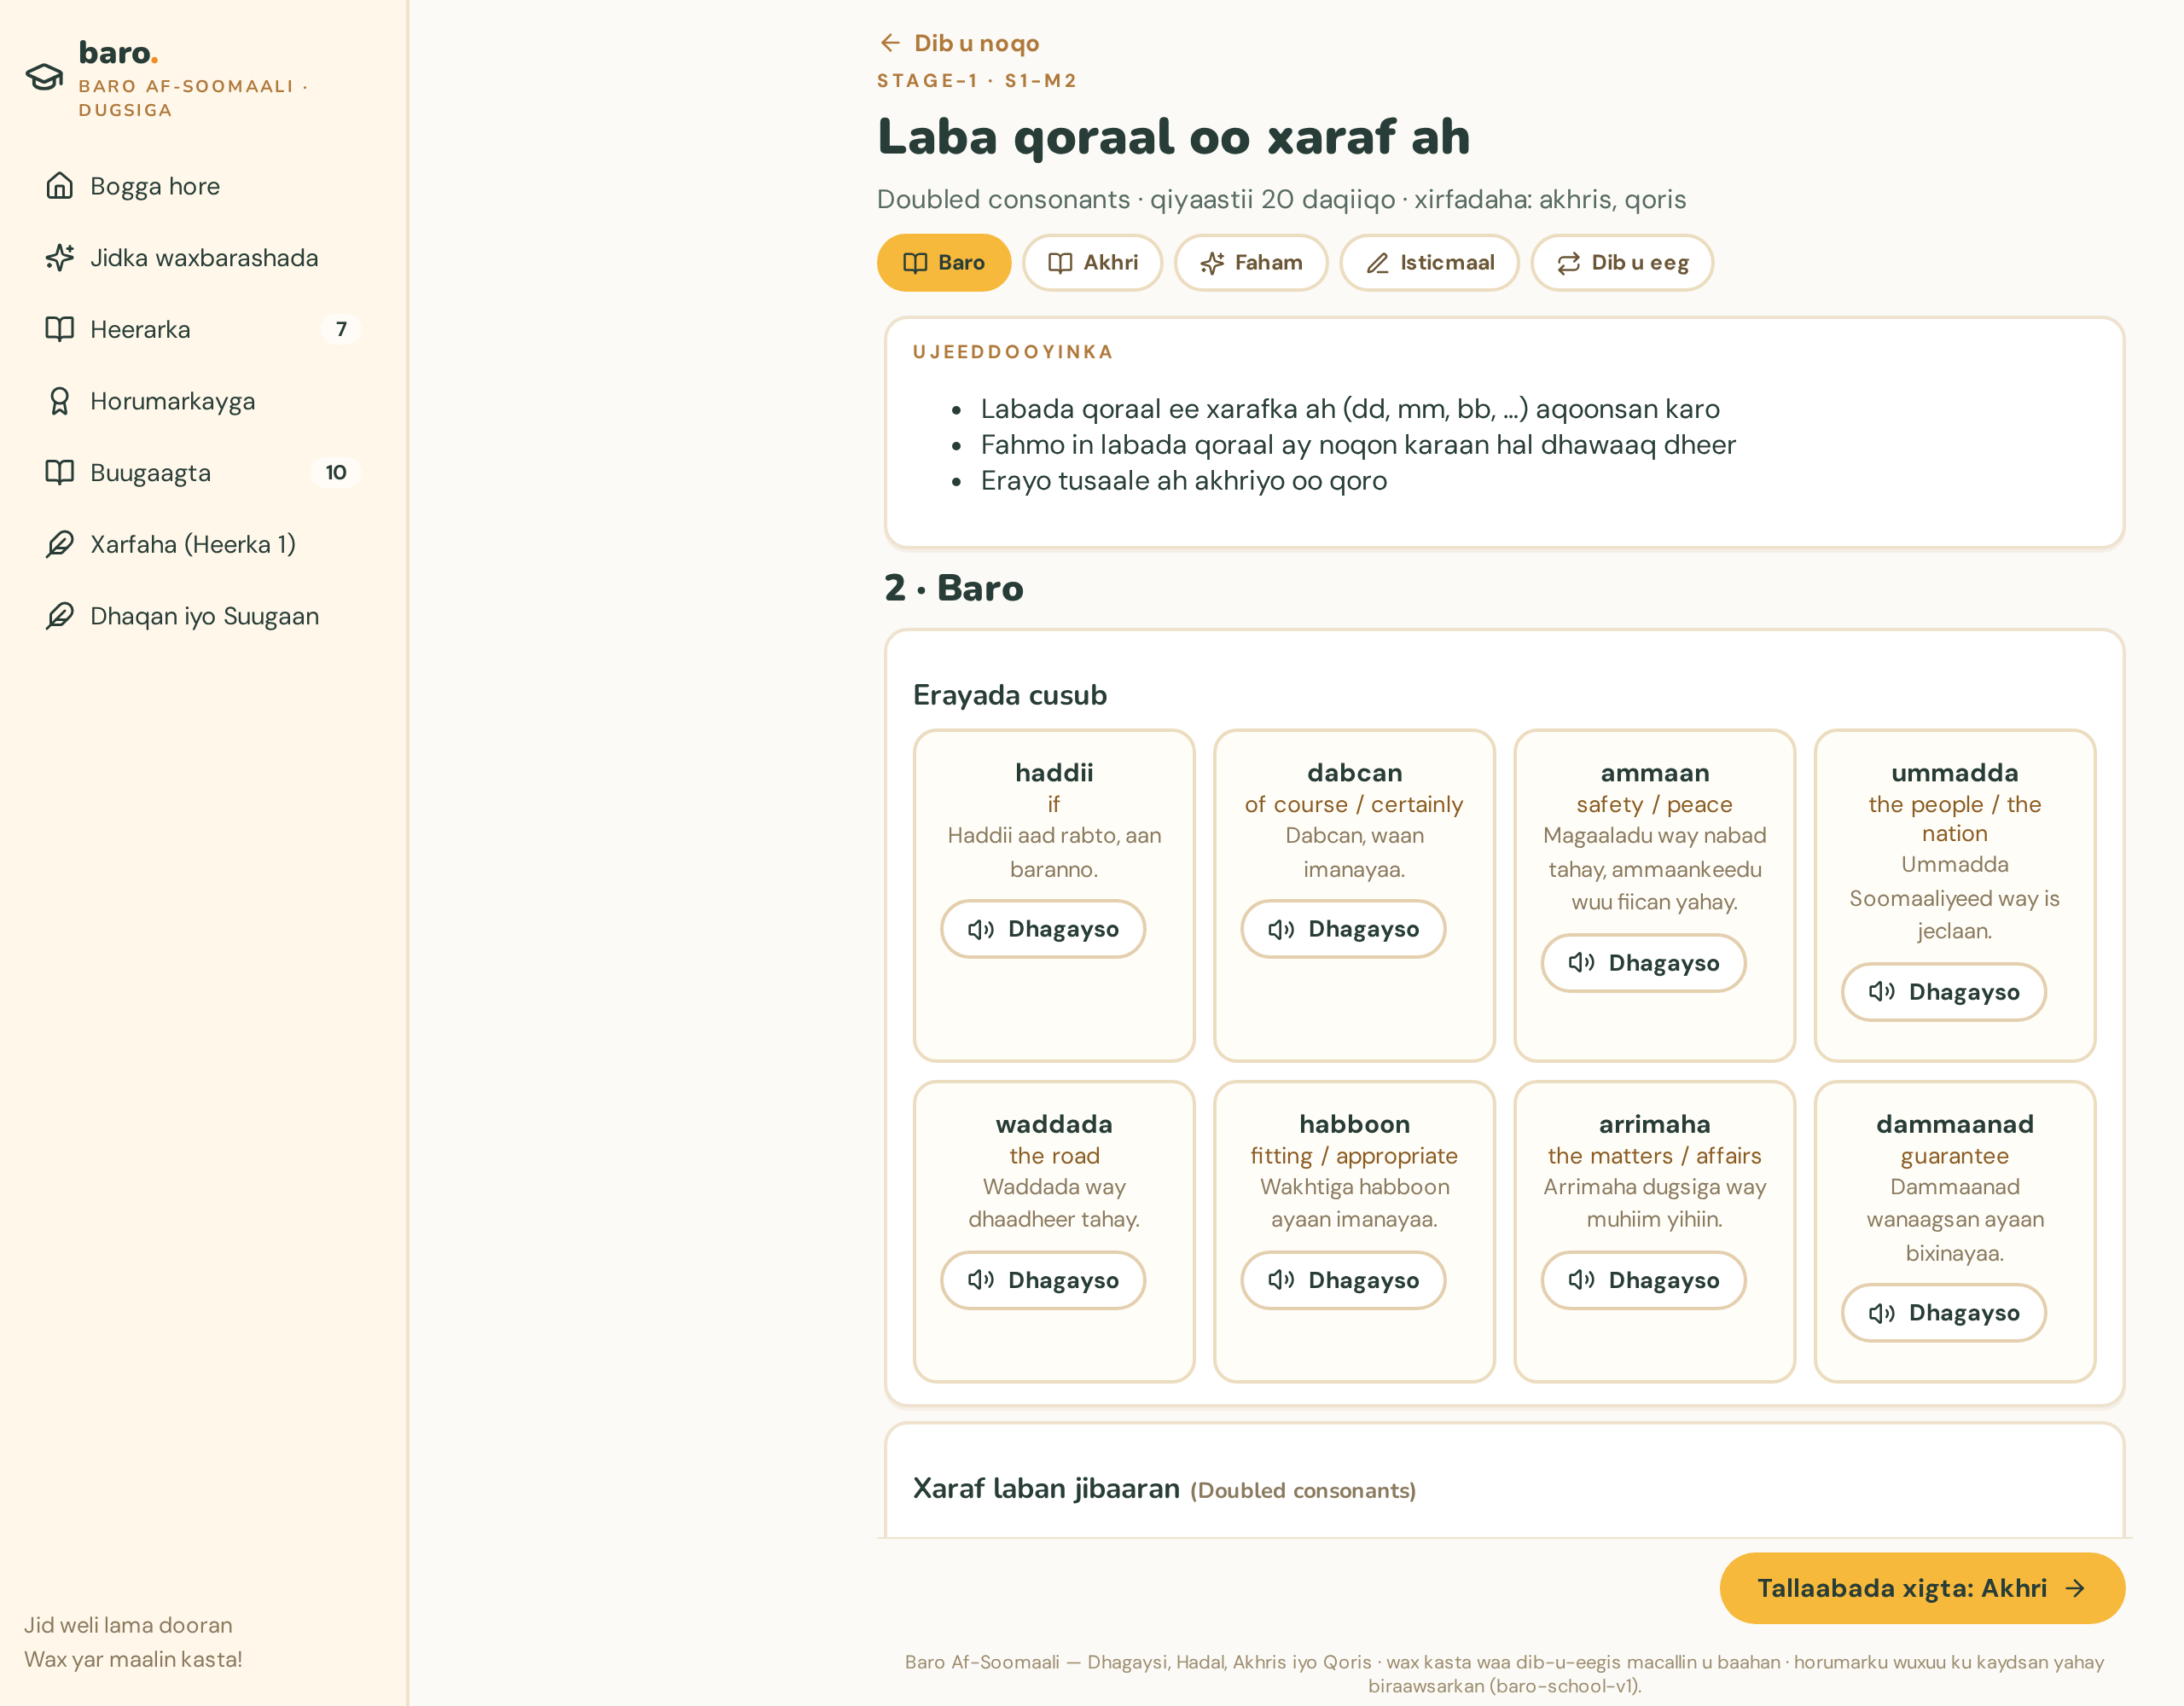 baro.
BARO AF-SOOMAALI ·
DUGSIGA
Bogga hore
Jidka waxbarashada
Heerarka 7
Horumarkayga
Buugaagta 10
Xarfaha (Heerka 1)
Dhaqan iyo Suugaan
Jid weli lama dooran
Wax yar maalin kasta!
Dib u noqo
STAGE-1 · S1-M2
Laba qoraal oo xaraf ah
Doubled consonants · qiyaastii 20 daqiiqo · xirfadaha: akhris, qoris
Baro Akhri Faham Isticmaal Dib u eeg
UJEEDDOOYINKA
• Labada qoraal ee xarafka ah (dd, mm, bb, ...) aqoonsan karo
• Fahmo in labada qoraal ay noqon karaan hal dhawaaq dheer
• Erayo tusaale ah akhriyo oo qoro
2 · Baro
Erayada cusub
haddii
if
Haddii aad rabto, aan
baranno.
Dhagayso
dabcan
of course / certainly
Dabcan, waan
imanayaa.
Dhagayso
ammaan
safety / peace
Magaaladu way nabad
tahay, ammaankeedu
wuu fiican yahay.
Dhagayso
ummadda
the people / the
nation
Ummadda
Soomaaliyeed way is
jeclaan.
Dhagayso
waddada
the road
Waddada way
dhaadheer tahay.
Dhagayso
habboon
fitting / appropriate
Wakhtiga habboon
ayaan imanayaa.
Dhagayso
arrimaha
the matters / affairs
Arrimaha dugsiga way
muhiim yihiin.
Dhagayso
dammaanad
guarantee
Dammaanad
wanaagsan ayaan
bixinayaa.
Dhagayso
Xaraf laban jibaaran (Doubled consonants)
Tallaabada xigta: Akhri
Baro Af-Soomaali — Dhagaysi, Hadal, Akhris iyo Qoris · wax kasta waa dib-u-eegis macallin u baahan · horumarku wuxuu ku kaydsan yahay
biraawsarkan (baro-school-v1).